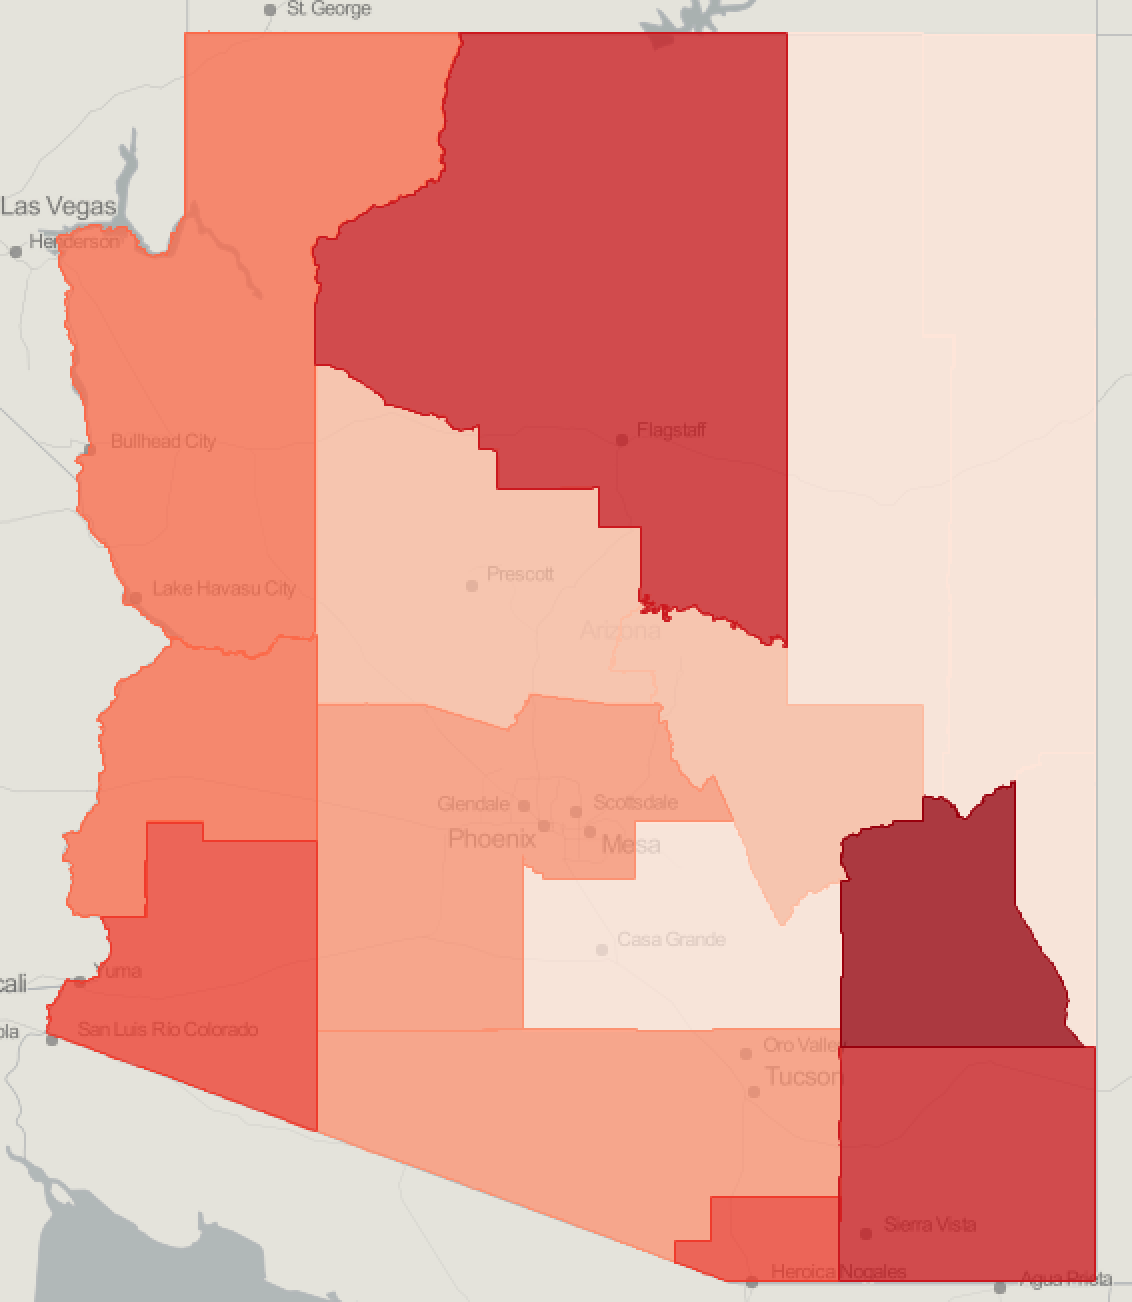 St. George
Las Vegas
Henderson
Bullhead City
Flagstaff
Lake Havasu City
Prescott
Arizona
Glendale
Scottsdale
Phoenix
Mesa
Casa Grande
Yuma
cali
San Luis Río Colorado
ola
Oro Valley
Tucson
Sierra Vista
Heroica Nogales
Agua Prieta